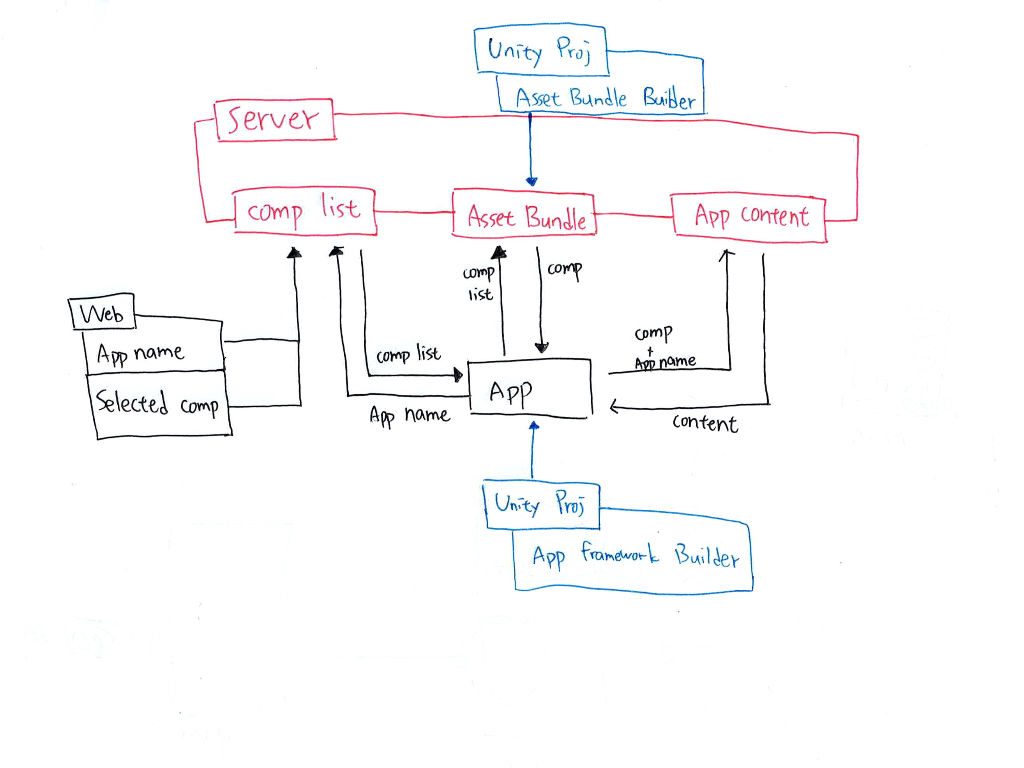 Unity Proj
Asset Bundle Builder
Server
comp list
Asset Bundle
App content
comp
list
comp
Web
App name
Selected comp
comp list
App name
App
comp
+
App name
content
Unity Proj
App framework Builder